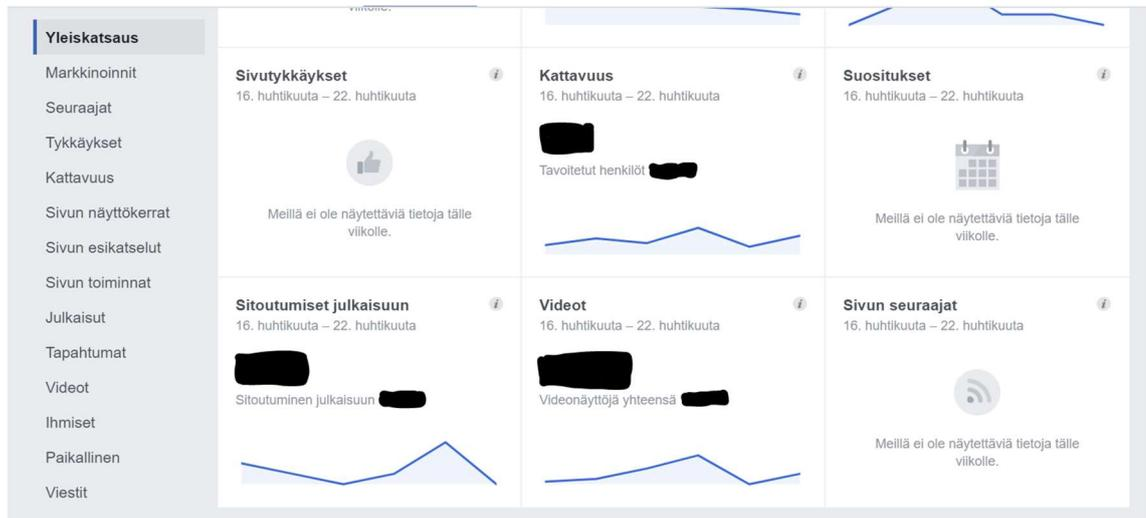 viikolle.
Yleiskatsaus
Markkinoinnit
Seuraajat
Tykkäykset
Kattavuus
Sivun näyttökerrat
Sivun esikatselut
Sivun toiminnat
Julkaisut
Tapahtumat
Videot
Ihmiset
Paikallinen
Viestit
Sivutykkäykset
16. huhtikuuta – 22. huhtikuuta
Meillä ei ole näytettäviä tietoja tälle
viikolle.
Kattavuus
16. huhtikuuta – 22. huhtikuuta
Tavoitetut henkilöt
Suositukset
16. huhtikuuta – 22. huhtikuuta
Meillä ei ole näytettäviä tietoja tälle
viikolle.
Sitoutumiset julkaisuun
16. huhtikuuta – 22. huhtikuuta
Sitoutuminen julkaisuun
Videot
16. huhtikuuta – 22. huhtikuuta
Videonäyttöjä yhteensä
Sivun seuraajat
16. huhtikuuta – 22. huhtikuuta
Meillä ei ole näytettäviä tietoja tälle
viikolle.